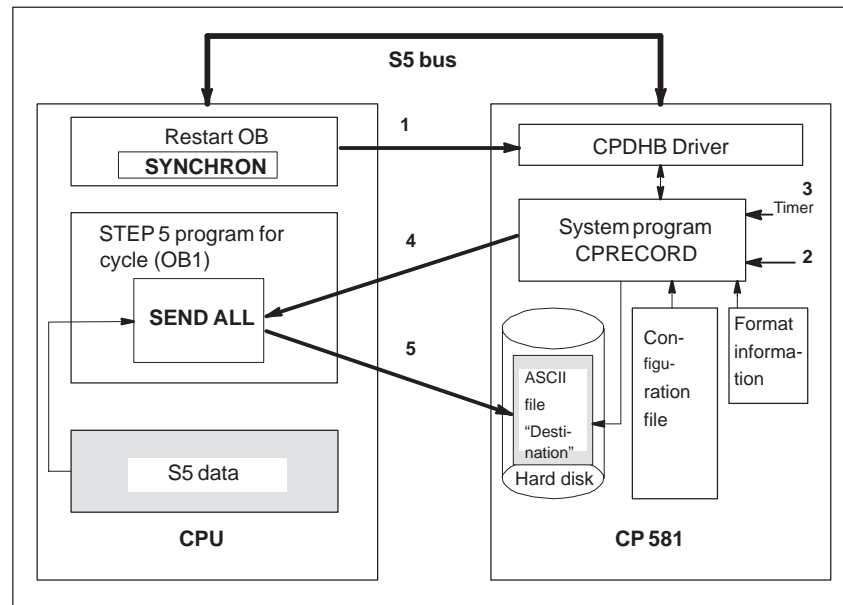 S5 bus
Restart OB
SYNCHRON
1
CPDHB Driver
STEP 5 program for
cycle (OB1)
SEND ALL
4
System program
CPRECORD
3
Timer
2
5
ASCII
file
“Desti-
nation”
Hard disk
Con-
figu-
ration
file
Format
informa-
tion
S5 data
CPU
CP 581